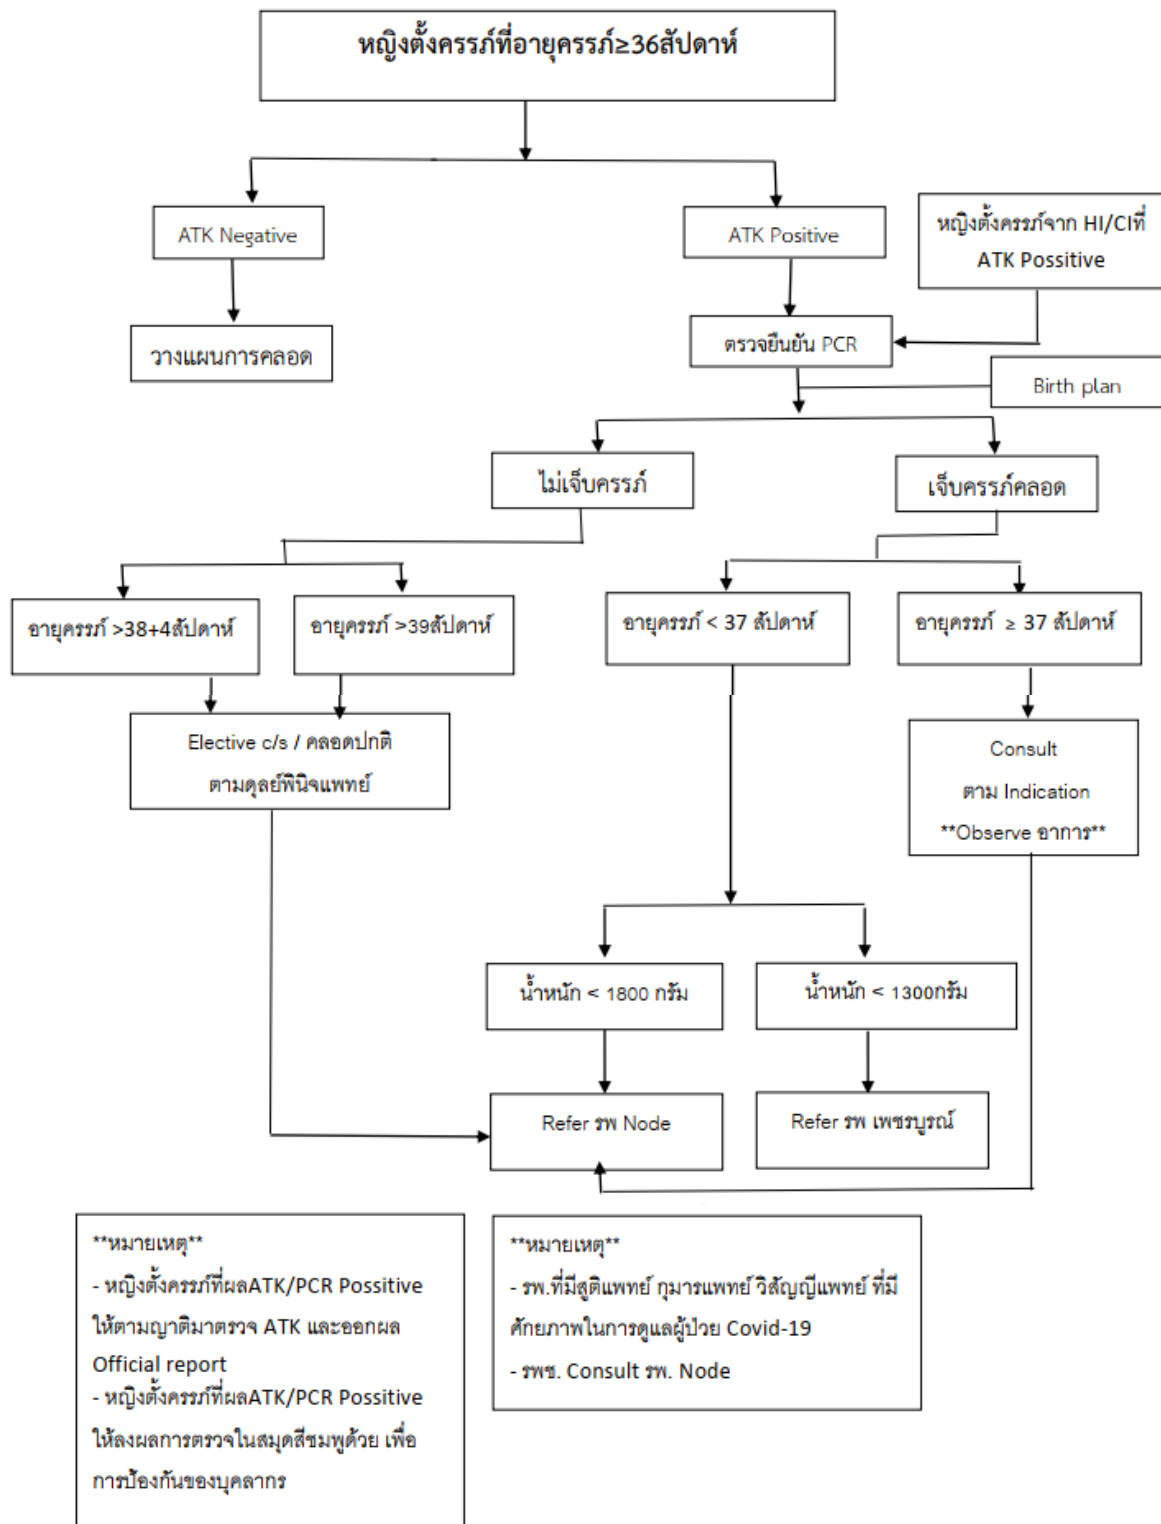 หญิงตั้งครรภ์ที่อายุครรภ์≥36สัปดาห์
ATK Negative
ATK Positive
หญิงตั้งครรภ์จาก HI/CIที่
ATK Possitive
วางแผนการคลอด
ตรวจยืนยัน PCR
Birth plan
ไม่เจ็บครรภ์
เจ็บครรภ์คลอด
อายุครรภ์ >38+4สัปดาห์
อายุครรภ์ >39สัปดาห์
อายุครรภ์ < 37 สัปดาห์
อายุครรภ์ ≥ 37 สัปดาห์
Elective c/s / คลอดปกติ
ตามดุลย์พินิจแพทย์
Consult
ตาม Indication
**Observe อาการ**
น้ำหนัก < 1800 กรัม
น้ำหนัก < 1300กรัม
Refer รพ Node
Refer รพ เพชรบูรณ์
**หมายเหตุ**
- หญิงตั้งครรภ์ที่ผลATK/PCR Possitive
ให้ตามญาติมาตรวจ ATK และออกผล
Official report
- หญิงตั้งครรภ์ที่ผลATK/PCR Possitive
ให้ลงผลการตรวจในสมุดสีชมพูด้วย เพื่อ
การป้องกันของบุคลากร
**หมายเหตุ**
- รพ.ที่มีสูติแพทย์ กุมารแพทย์ วิสัญญีแพทย์ ที่มี
ศักยภาพในการดูแลผู้ป่วย Covid-19
- รพช. Consult รพ. Node